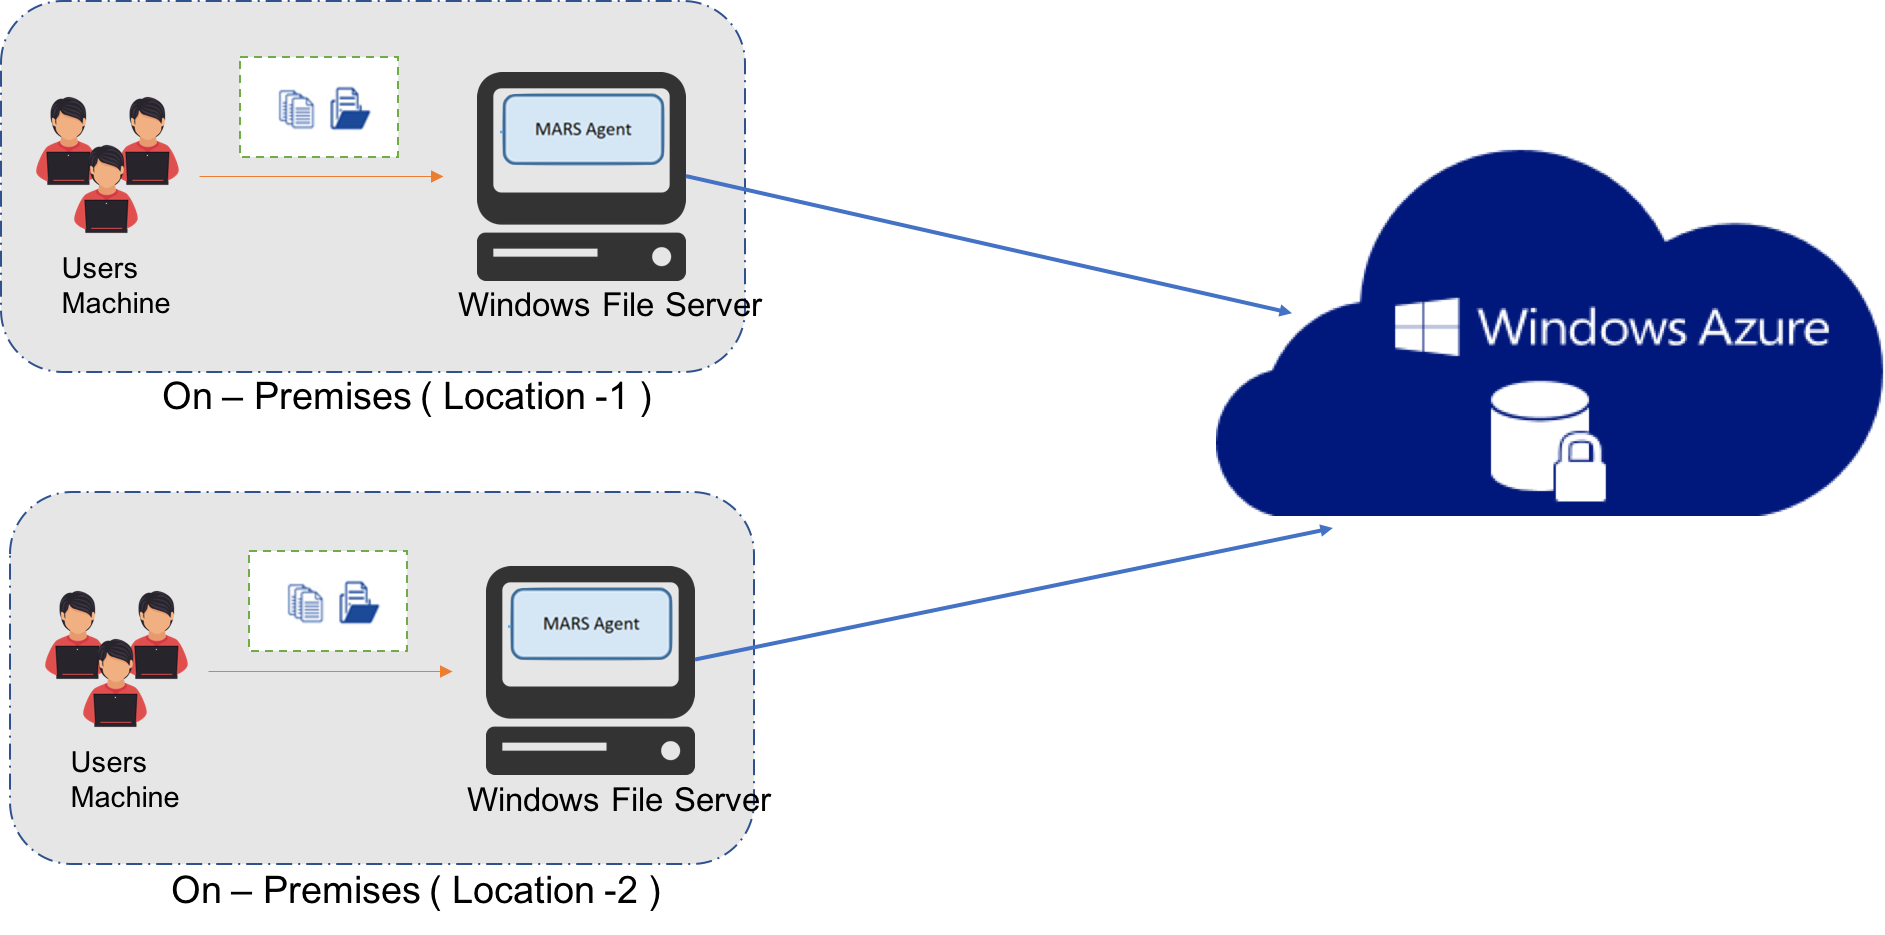 MARS Agent
Users
Machine
Windows File Server
On – Premises ( Location -1 )
Windows Azure
MARS Agent
Users
Machine
Windows File Server
On – Premises ( Location -2 )